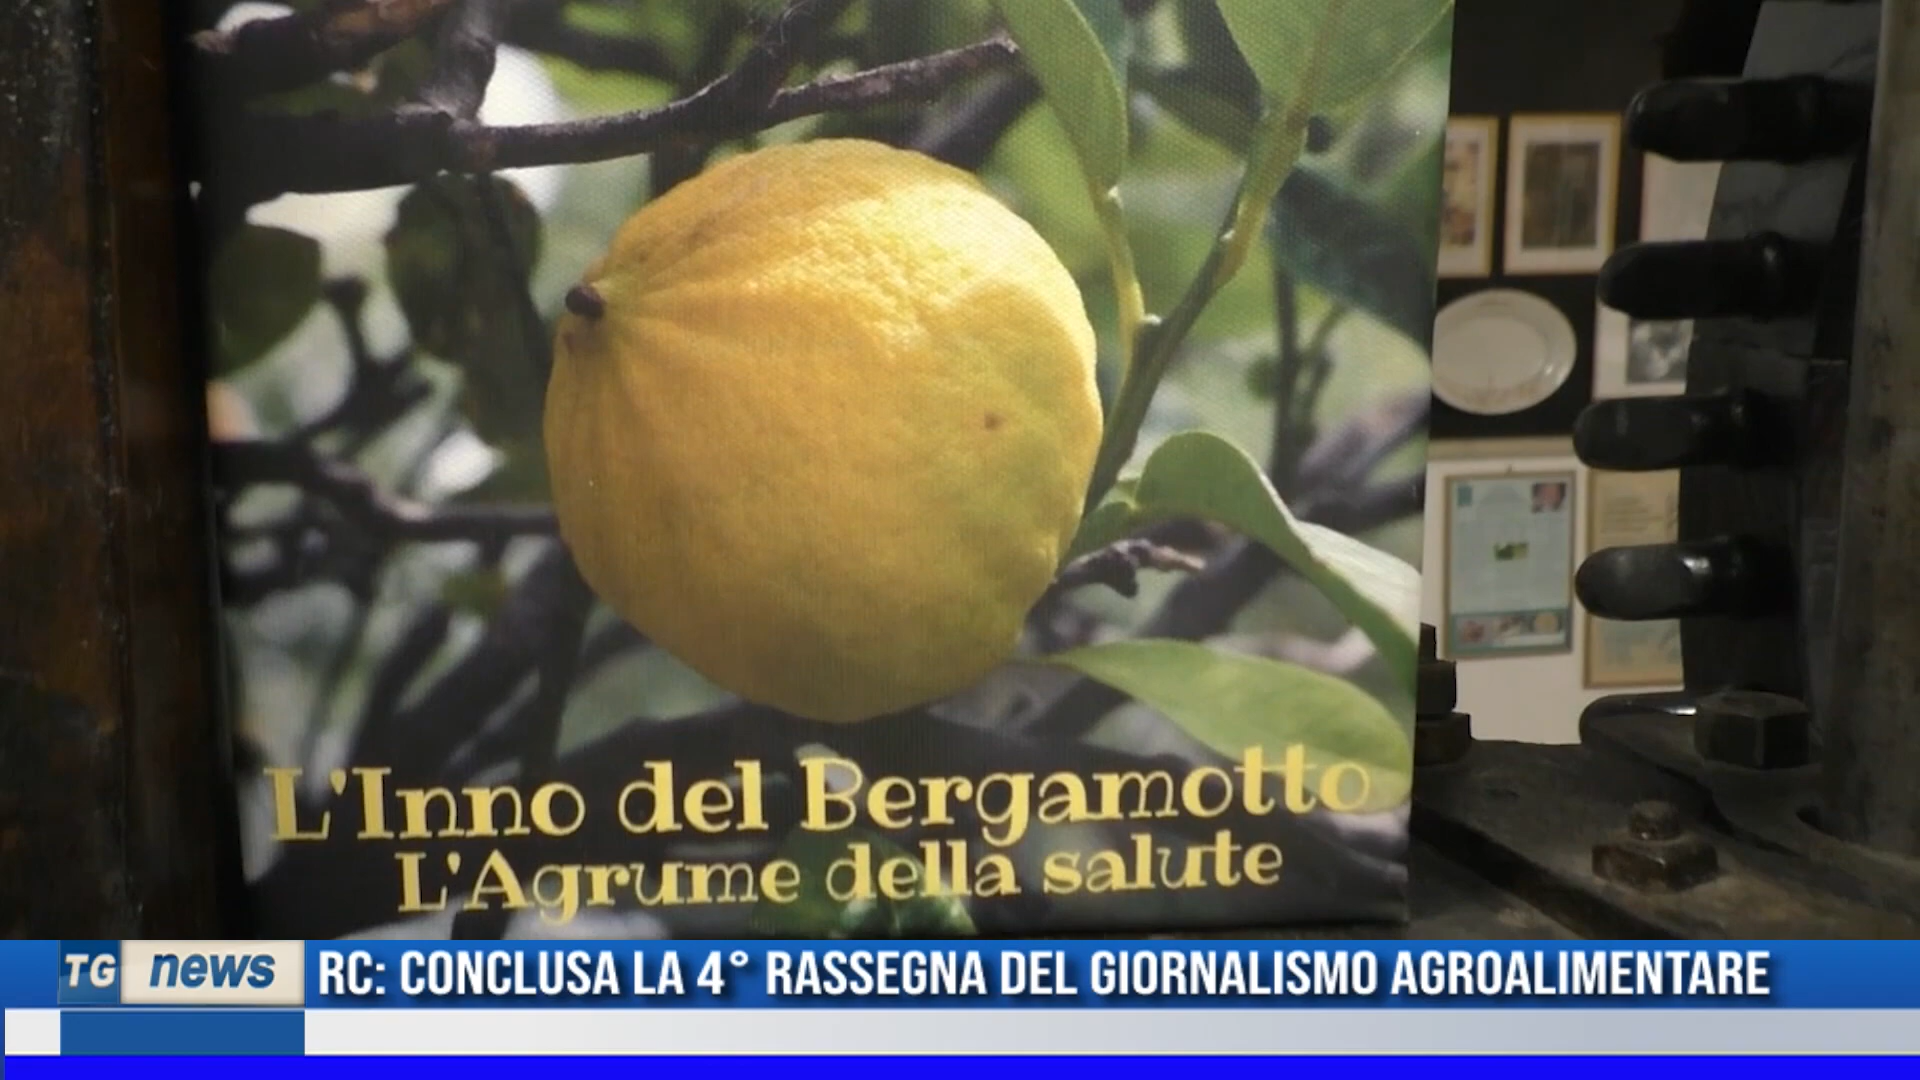 L'Inno del Bergamotto
L'Agrume della salute
TG news
RC: CONCLUSA LA 4° RASSEGNA DEL GIORNALISMO AGROALIMENTARE